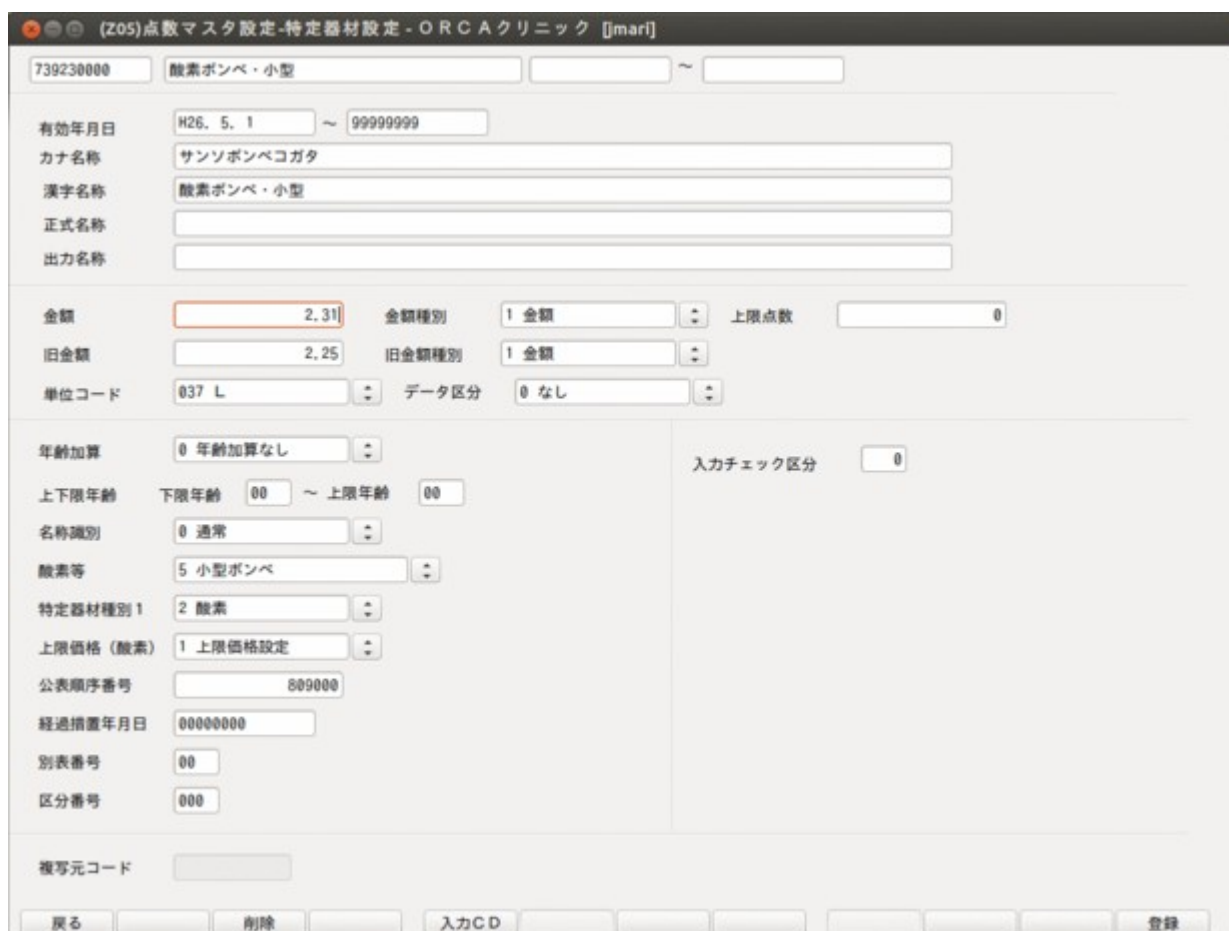 (Z05)点数マスタ設定-特定器材設定 - ＯＲＣＡクリニック [jmari]
739230000 酸素ボンベ・小型 ～
有効年月日 H26. 5. 1 ～ 99999999
カナ名称 サンソボンベコガタ
漢字名称 酸素ボンベ・小型
正式名称
出力名称
金額 2.31 金額種別 1 金額 上限点数 0
旧金額 2.25 旧金額種別 1 金額
単位コード 037 L データ区分 0 なし
年齢加算 0 年齢加算なし 入力チェック区分 0
上下限年齢 下限年齢 00 ～ 上限年齢 00
名称識別 0 通常
酸素等 5 小型ボンベ
特定器材種別１ 2 酸素
上限価格（酸素） 1 上限価格設定
公表順序番号 809000
経過措置年月日 00000000
別表番号 00
区分番号 000
複写元コード
戻る 削除 入力ＣＤ 登録